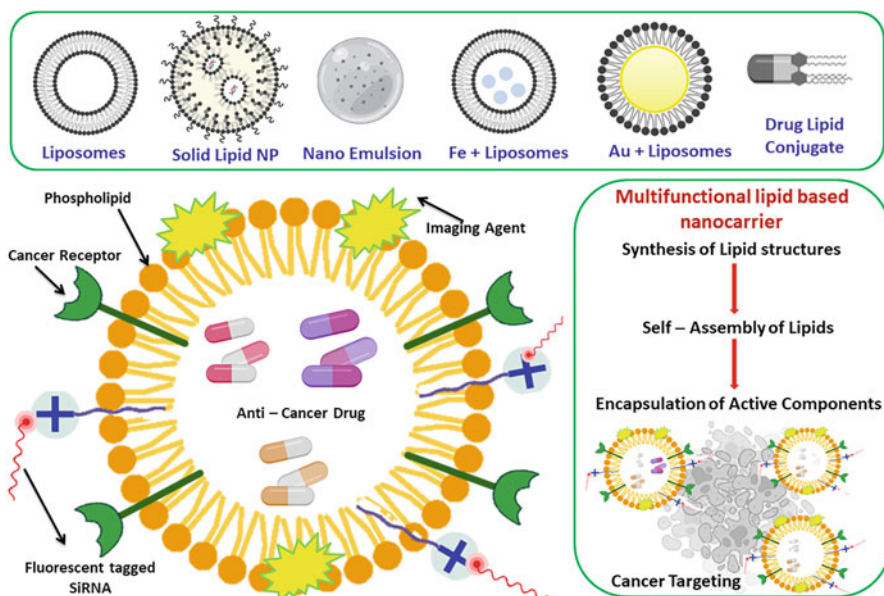 Liposomes
Solid Lipid NP
Nano Emulsion
Fe + Liposomes
Au + Liposomes
Drug Lipid
Conjugate
Phospholipid
Cancer Receptor
Imaging Agent
Anti – Cancer Drug
Fluorescent tagged
SiRNA
Multifunctional lipid based
nanocarrier
Synthesis of Lipid structures
Self – Assembly of Lipids
Encapsulation of Active Components
Cancer Targeting